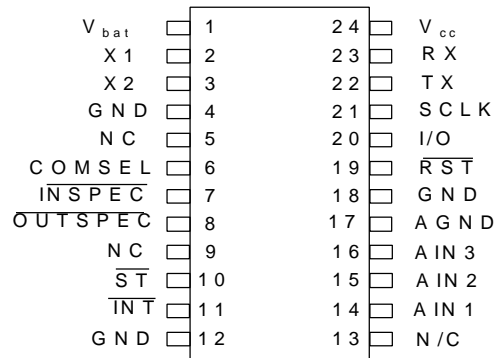 Vbat 1 24 Vcc
X1 2 23 RX
X2 3 22 TX
GND 4 21 SCLK
NC 5 20 I/O
COMSEL 6 19 RST
INSPEC 7 18 GND
OUTSPEC 8 17 AGND
NC 9 16 AIN3
ST 10 15 AIN2
INT 11 14 AIN1
GND 12 13 N/C